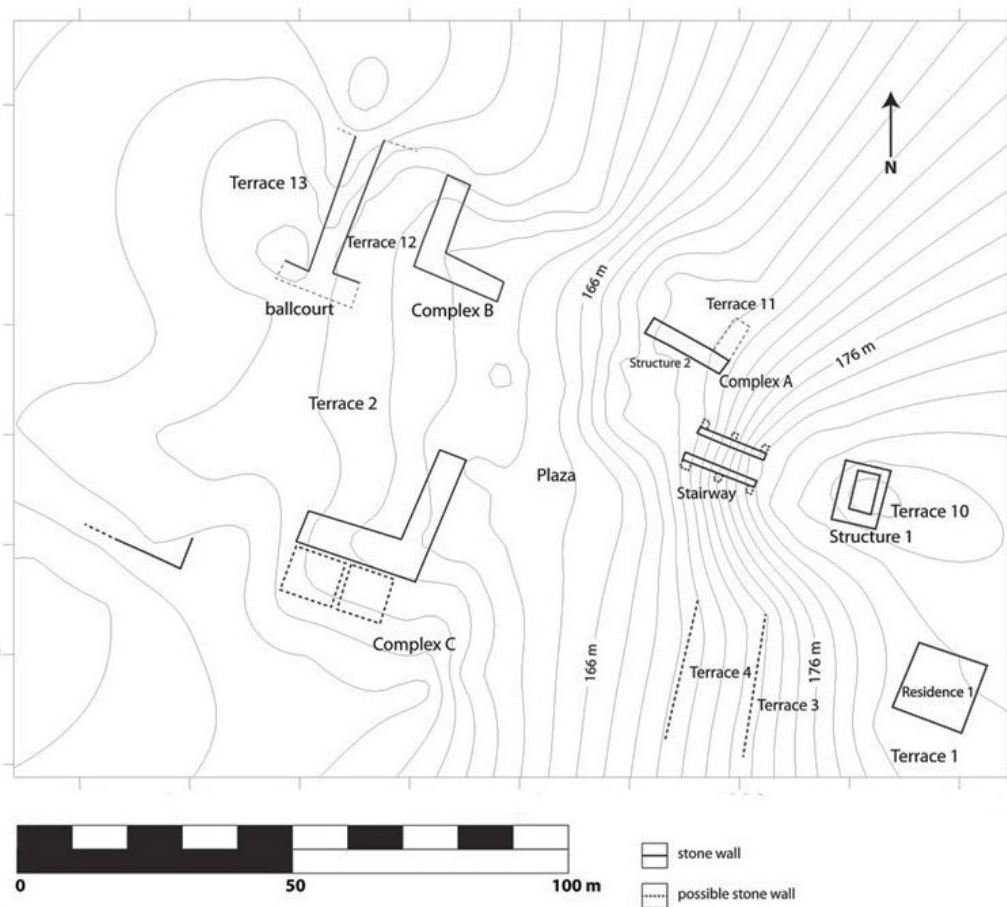 Terrace 13
Terrace 12
ballcourt
Complex B
166 m
Terrace 11
Structure 2
Complex A
176 m
Terrace 2
Plaza
Stairway
Terrace 10
Structure 1
Complex C
166 m
Terrace 4
Terrace 3
176 m
Residence 1
Terrace 1
N
0
50
100 m
stone wall
possible stone wall